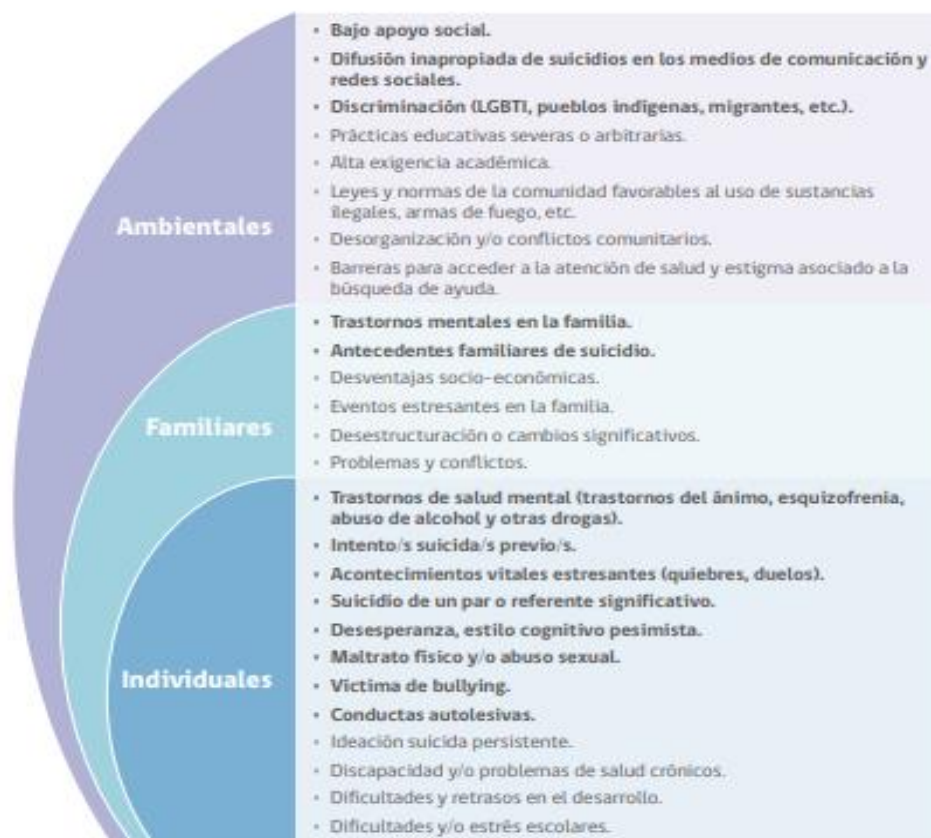 • Bajo apoyo social.
• Difusión inapropiada de suicidios en los medios de comunicación y
redes sociales.
• Discriminación (LGBTI, pueblos indígenas, migrantes, etc.).
• Prácticas educativas severas o arbitrarias.
• Alta exigencia académica.
• Leyes y normas de la comunidad favorables al uso de sustancias
ilegales, armas de fuego, etc.
• Desorganización y/o conflictos comunitarios.
• Barreras para acceder a la atención de salud y estigma asociado a la
búsqueda de ayuda.
Ambientales
• Trastornos mentales en la familia.
• Antecedentes familiares de suicidio.
• Desventajas socio-económicas.
• Eventos estresantes en la familia.
• Desestructuración o cambios significativos.
• Problemas y conflictos.
Familiares
• Trastornos de salud mental (trastornos del ánimo, esquizofrenia,
abuso de alcohol y otras drogas).
• Intento/s suicida/s previo/s.
• Acontecimientos vitales estresantes (quiebres, duelos).
• Suicidio de un par o referente significativo.
• Desesperanza, estilo cognitivo pesimista.
• Maltrato físico y/o abuso sexual.
• Víctima de bullying.
• Conductas autolesivas.
• Ideación suicida persistente.
• Discapacidad y/o problemas de salud crónicos.
• Dificultades y retrasos en el desarrollo.
• Dificultades y/o estrés escolares.
Individuales